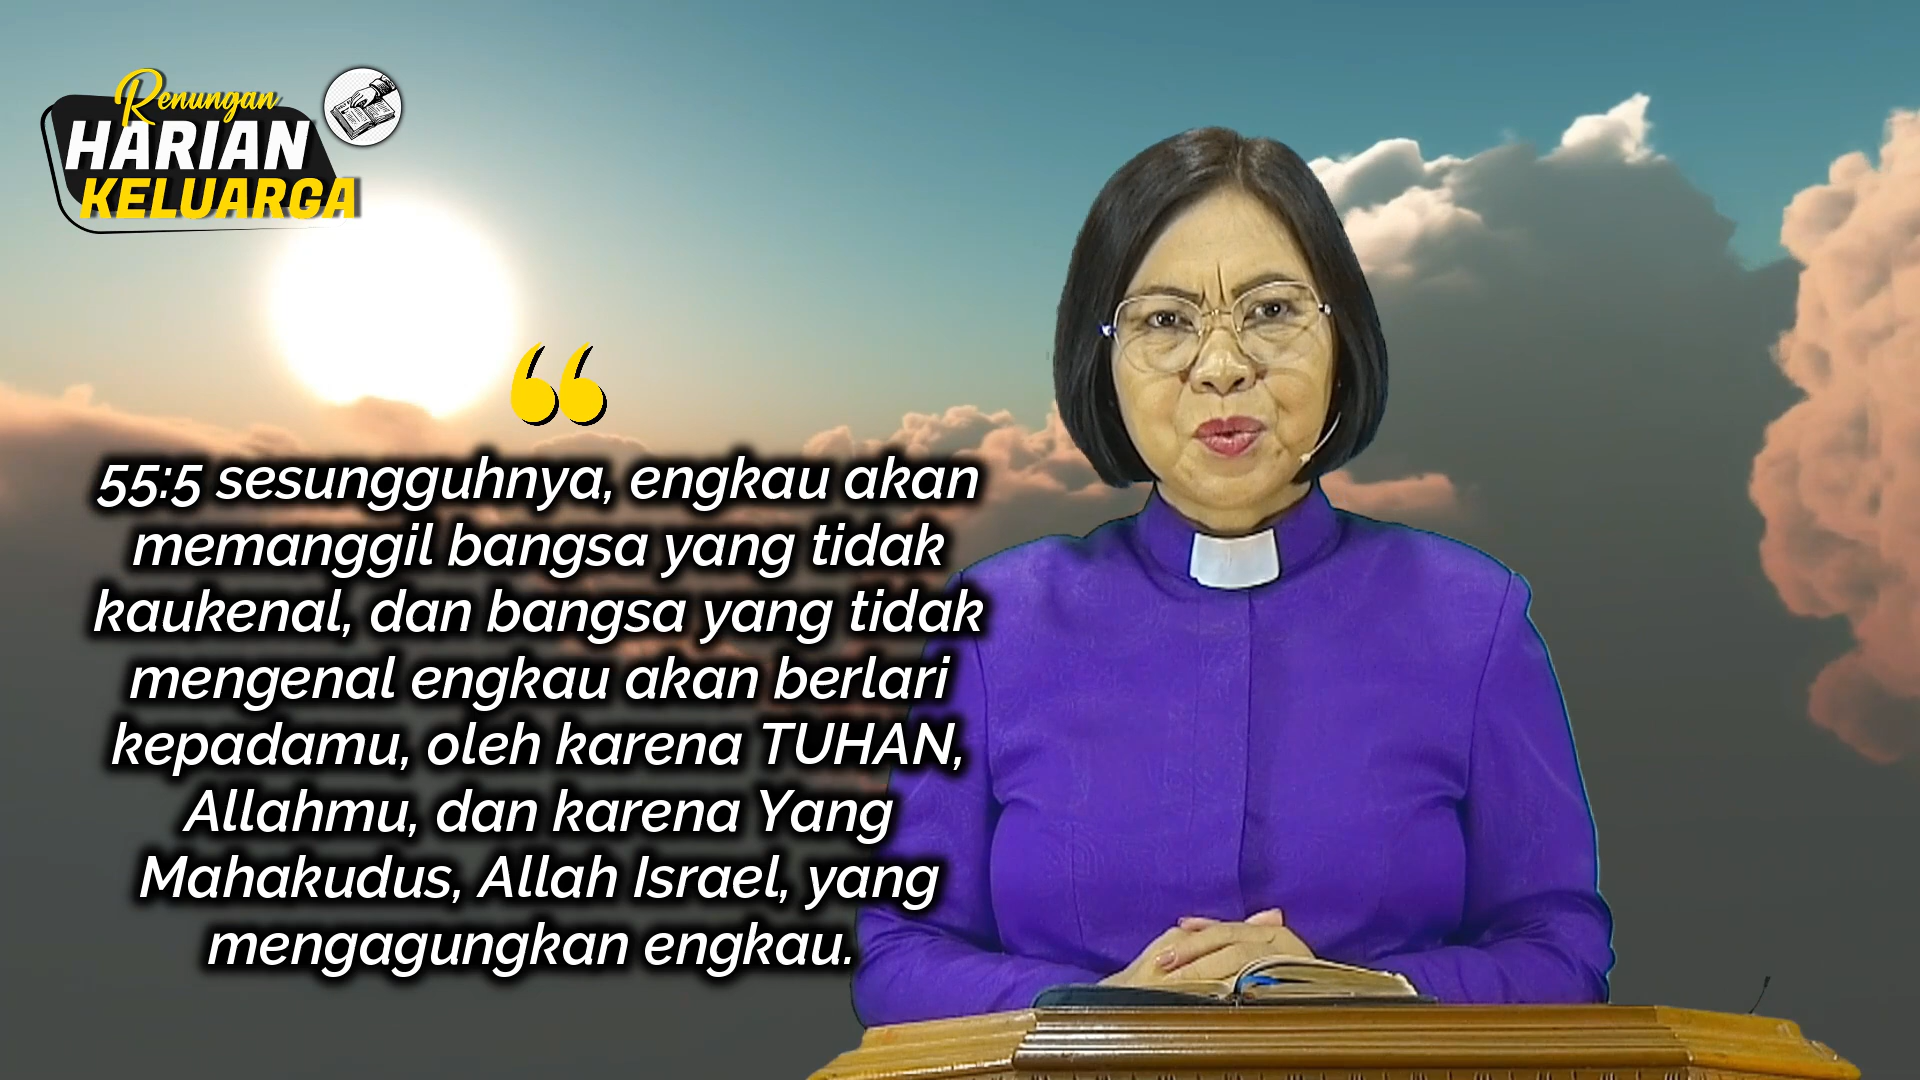 Renungan
HARIAN
KELUARGA
55:5 sesungguhnya, engkau akan
memanggil bangsa yang tidak
kaukenal, dan bangsa yang tidak
mengenal engkau akan berlari
kepadamu, oleh karena TUHAN,
Allahmu, dan karena Yang
Mahakudus, Allah Israel, yang
mengagungkan engkau.